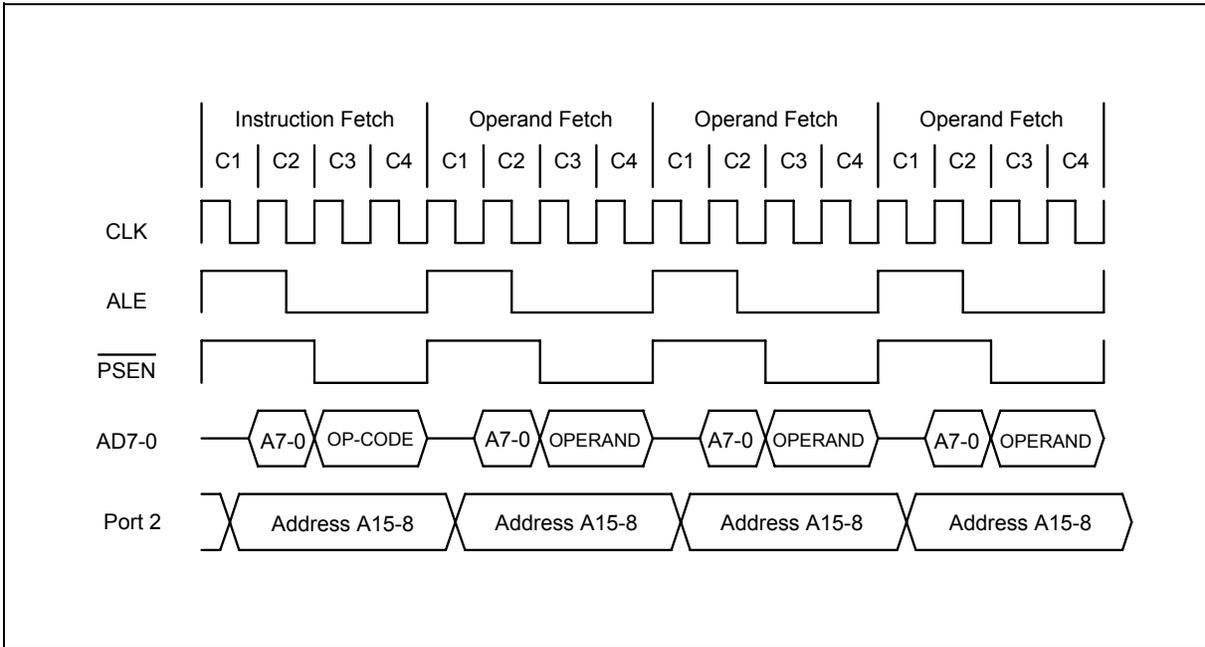 Instruction Fetch Operand Fetch Operand Fetch Operand Fetch
C1 C2 C3 C4 C1 C2 C3 C4 C1 C2 C3 C4 C1 C2 C3 C4
CLK
ALE
PSEN
AD7-0 A7-0 OP-CODE A7-0 OPERAND A7-0 OPERAND A7-0 OPERAND
Port 2 Address A15-8 Address A15-8 Address A15-8 Address A15-8